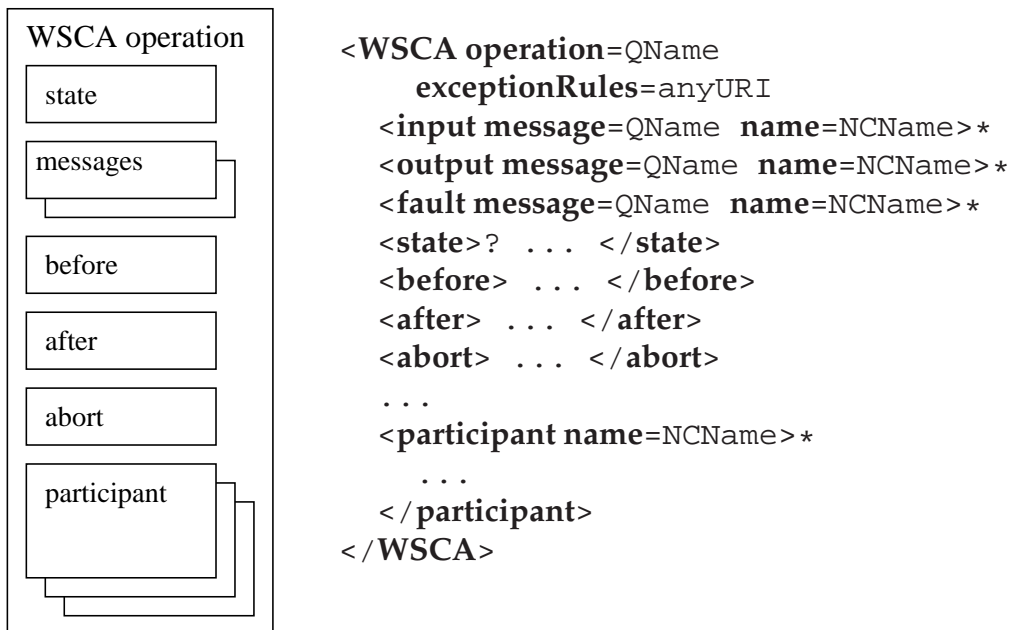 WSCA operation
state
messages
before
after
abort
participant
<WSCA operation=QName
exceptionRules=anyURI
<input message=QName name=NCName>*
<output message=QName name=NCName>*
<fault message=QName name=NCName>*
<state>? ... </state>
<before> ... </before>
<after> ... </after>
<abort> ... </abort>
...
<participant name=NCName>*
...
</participant>
</WSCA>